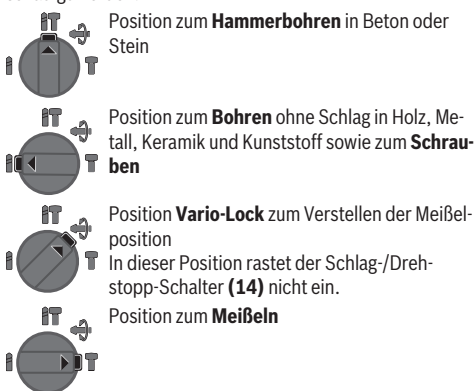 Position zum Hammerbohren in Beton oder
Stein
Position zum Bohren ohne Schlag in Holz, Me-
tall, Keramik und Kunststoff sowie zum Schrau-
ben
Position Vario-Lock zum Verstellen der Meißel-
position
In dieser Position rastet der Schlag-/Dreh-
stopp-Schalter (14) nicht ein.
Position zum Meißeln